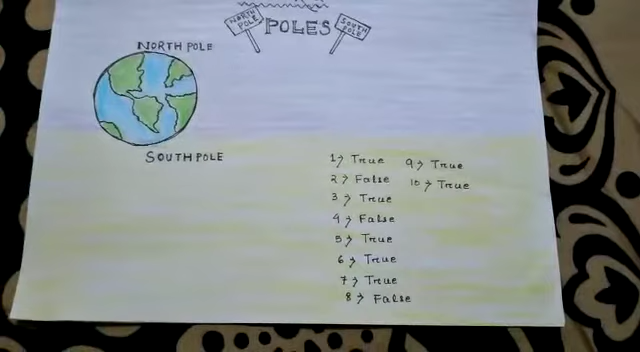 NORTH POLE
POLES
SOUTH POLE
NORTH POLE
SOUTH POLE
1> True
2> False
3> True
4> False
5> True
6> True
7> True
8> False
9> True
10> True